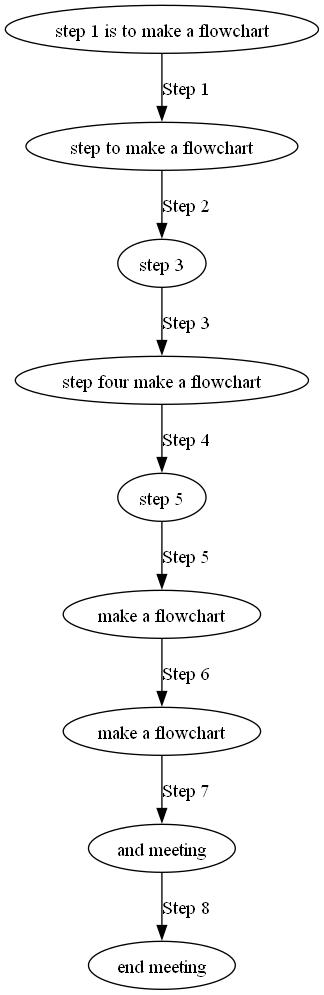 step 1 is to make a flowchart
Step 1
step to make a flowchart
Step 2
step 3
Step 3
step four make a flowchart
Step 4
step 5
Step 5
make a flowchart
Step 6
make a flowchart
Step 7
and meeting
Step 8
end meeting